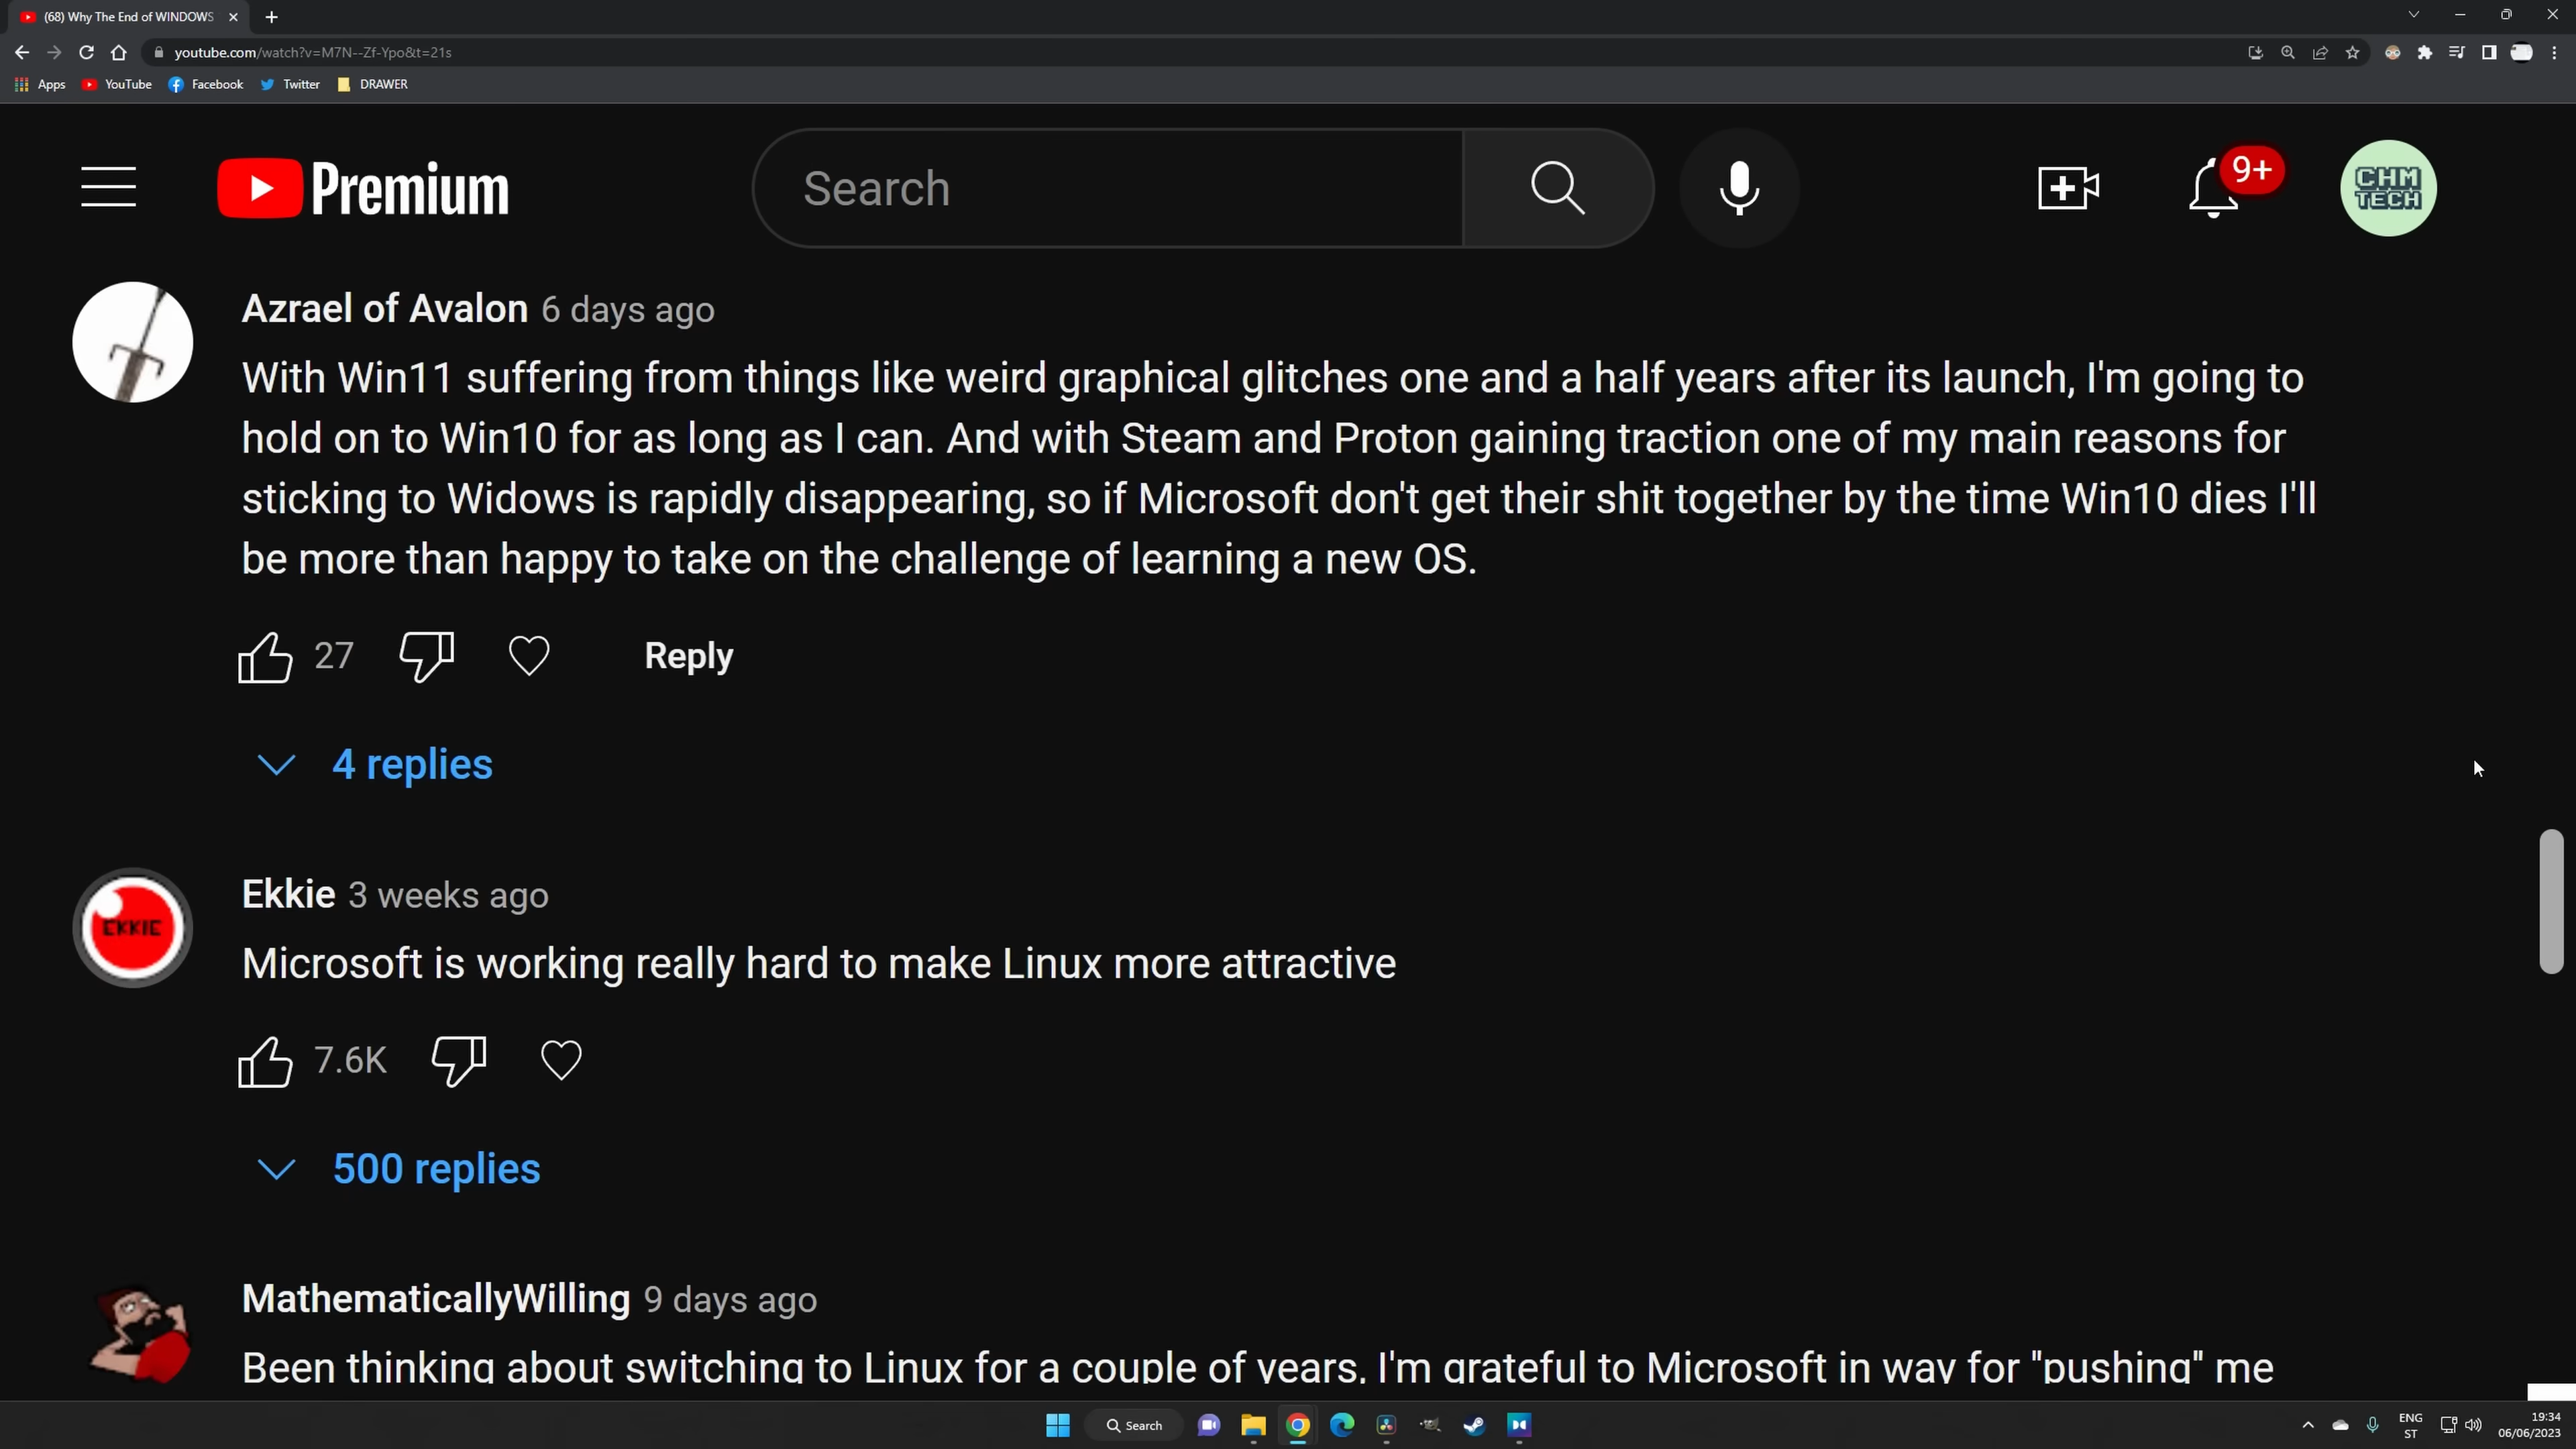 (68) Why The End of WINDOWS
youtube.com/watch?v=M7N--Zf-Ypo&t=21s
Apps YouTube Facebook Twitter DRAWER
Premium Search 9+ CHM
TECH
Azrael of Avalon 6 days ago
With Win11 suffering from things like weird graphical glitches one and a half years after its launch, I'm going to
hold on to Win10 for as long as I can. And with Steam and Proton gaining traction one of my main reasons for
sticking to Widows is rapidly disappearing, so if Microsoft don't get their shit together by the time Win10 dies I'll
be more than happy to take on the challenge of learning a new OS.
27 Reply
4 replies
EKKIE
Ekkie 3 weeks ago
Microsoft is working really hard to make Linux more attractive
7.6K
500 replies
MathematicallyWilling 9 days ago
Been thinking about switching to Linux for a couple of years, I'm grateful to Microsoft in way for "pushing" me
Search
ENG 19:34
ST 06/06/2023